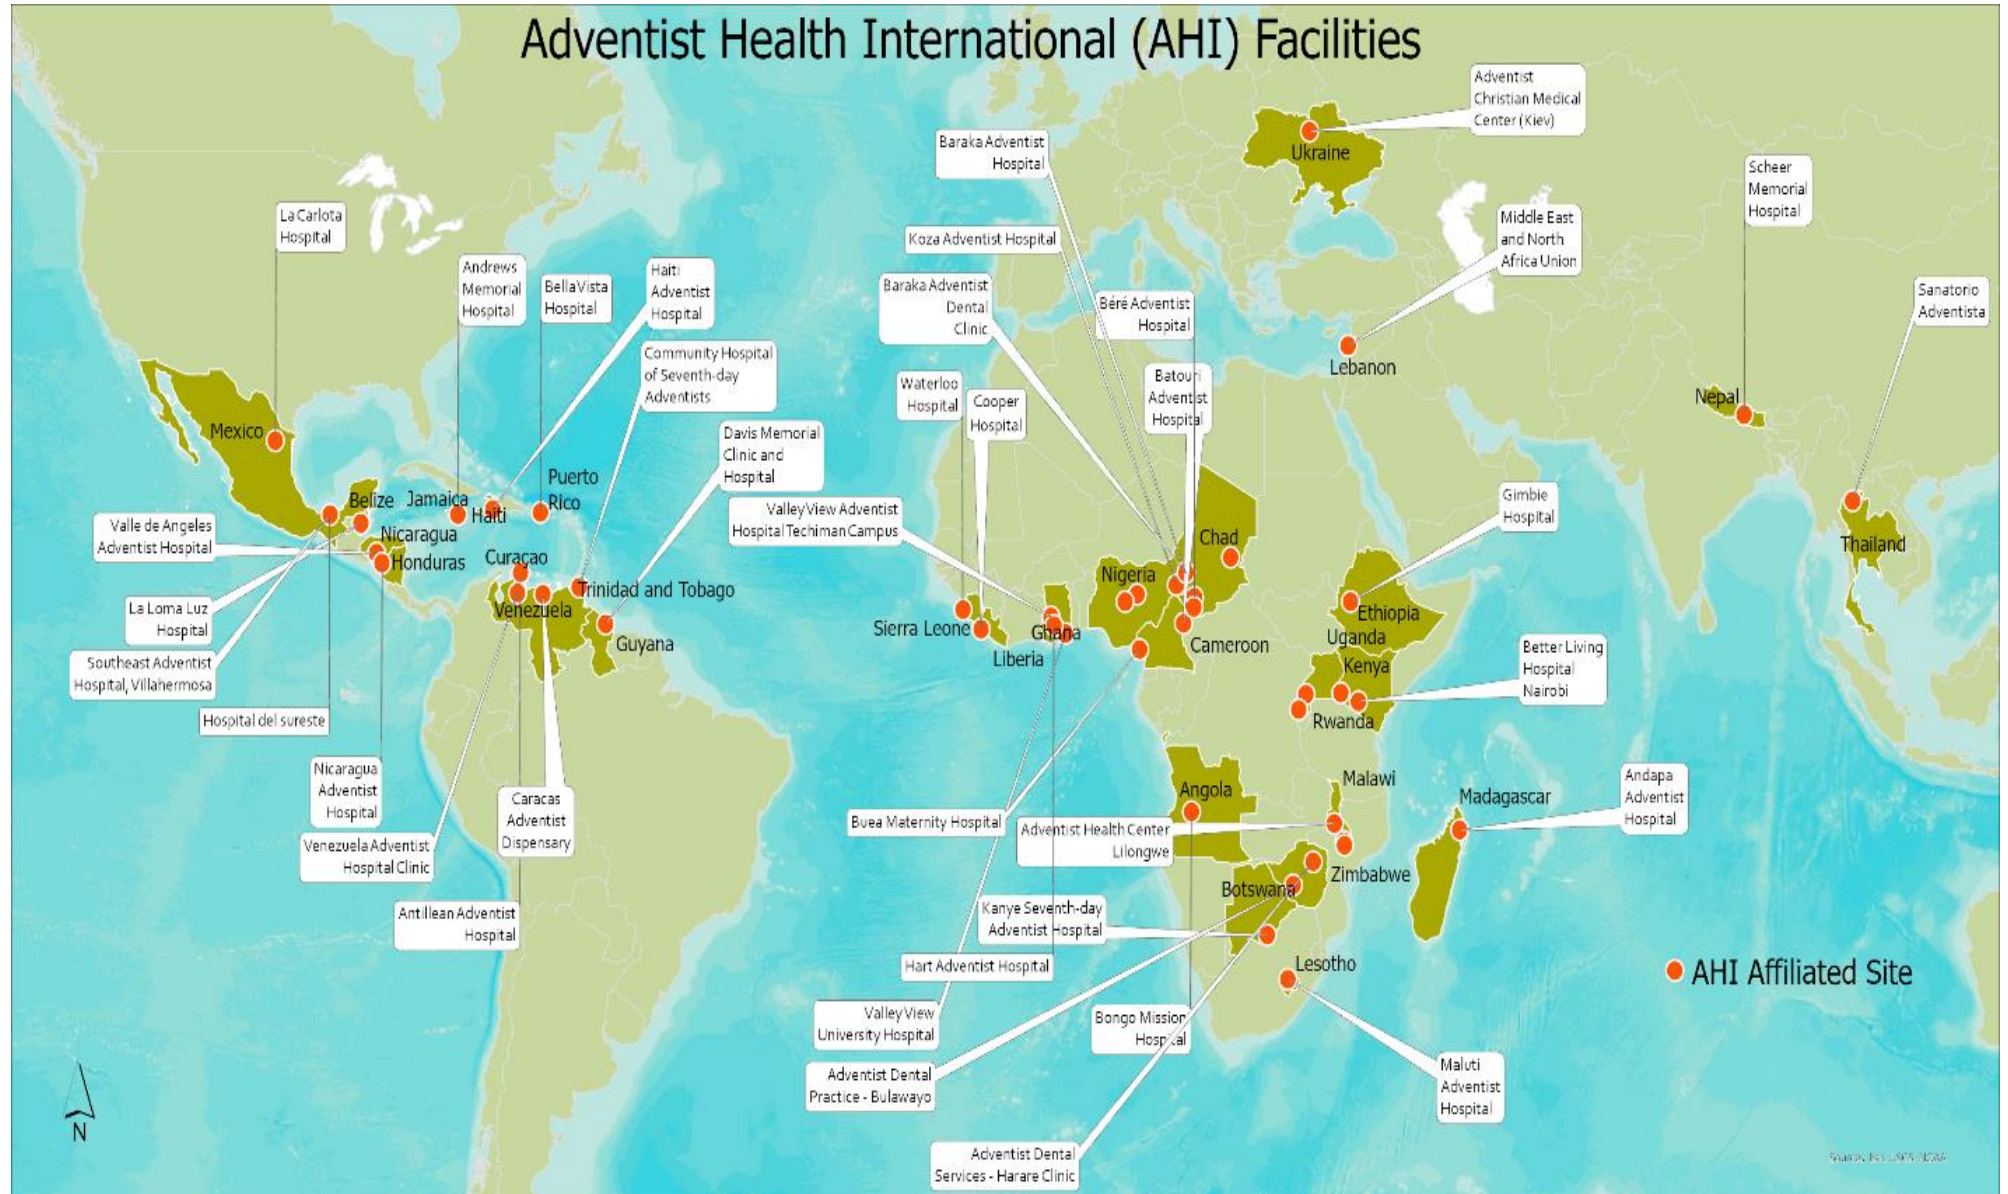 Adventist Health International (AHI) Facilities
Adventist
Christian Medical
Center (Kiev)
Ukraine
Baraka Adventist
Hospital
Scheer
Memorial
Hospital
La Carlota
Hospital
Middle East
and North
Africa Union
Koza Adventist Hospital
Andrews
Memorial
Hospital
Bella Vista
Hospital
Haiti
Adventist
Hospital
Baraka Adventist
Dental
Clinic
Béré Adventist
Hospital
Sanatorio
Adventista
Community Hospital
of Seventh-day
Adventists
Lebanon
Waterloo
Hospital
Cooper
Hospital
Batouri
Adventist
Hospital
Nepal
Mexico
Davis Memorial
Clinic and
Hospital
Puerto
Rico
Belize
Jamaica
Haiti
Valley View Adventist
Hospital Techiman Campus
Gimbie
Hospital
Valle de Angeles
Adventist Hospital
Nicaragua
Honduras
Curaçao
Chad
Thailand
Nigeria
Trinidad and Tobago
Venezuela
La Loma Luz
Hospital
Guyana
Sierra Leone
Liberia
Ghana
Cameroon
Ethiopia
Uganda
Kenya
Better Living
Hospital
Nairobi
Southeast Adventist
Hospital, Villahermosa
Hospital del sureste
Rwanda
Nicaragua
Adventist
Hospital
Caracas
Adventist
Dispensary
Angola
Malawi
Madagascar
Andapa
Adventist
Hospital
Buea Maternity Hospital
Adventist Health Center
Lilongwe
Venezuela Adventist
Hospital Clinic
Zimbabwe
Botswana
Antillean Adventist
Hospital
Kanye Seventh-day
Adventist Hospital
Hart Adventist Hospital
Lesotho
AHI Affiliated Site
Valley View
University Hospital
Bongo Mission
Hospital
Adventist Dental
Practice - Bulawayo
Maluti
Adventist
Hospital
N
Adventist Dental
Services - Harare Clinic